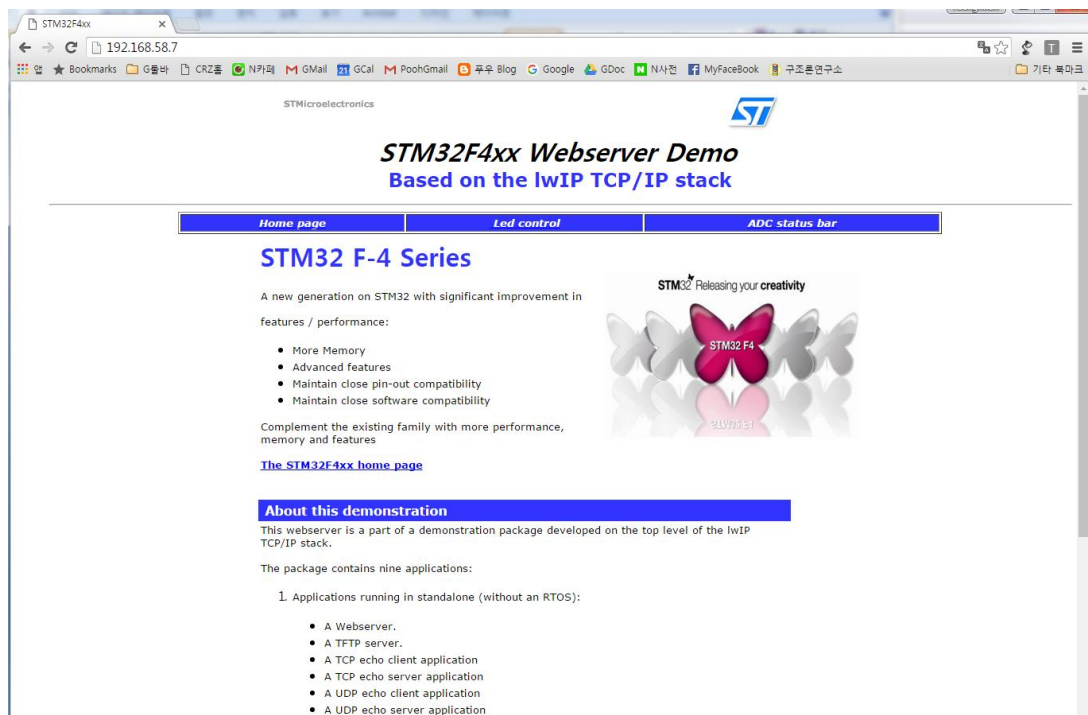 STM32F4xx
192.168.58.7
앱 Bookmarks G툴바 CRZ홈 N카페 GMail GCal PoohGmail 푸우 Blog Google GDoc N사전 MyFaceBook 구조론연구소 기타 북마크
STMicroelectronics
STM32F4xx Webserver Demo
Based on the lwIP TCP/IP stack
Home page Led control ADC status bar
STM32 F-4 Series
STM32 Releasing your creativity
A new generation on STM32 with significant improvement in
features / performance:
STM32 F4
More Memory
Advanced features
Maintain close pin-out compatibility
Maintain close software compatibility
Complement the existing family with more performance,
memory and features
The STM32F4xx home page
About this demonstration
This webserver is a part of a demonstration package developed on the top level of the lwIP
TCP/IP stack.
The package contains nine applications:
1. Applications running in standalone (without an RTOS):
A Webserver.
A TFTP server.
A TCP echo client application
A TCP echo server application
A UDP echo client application
A UDP echo server application